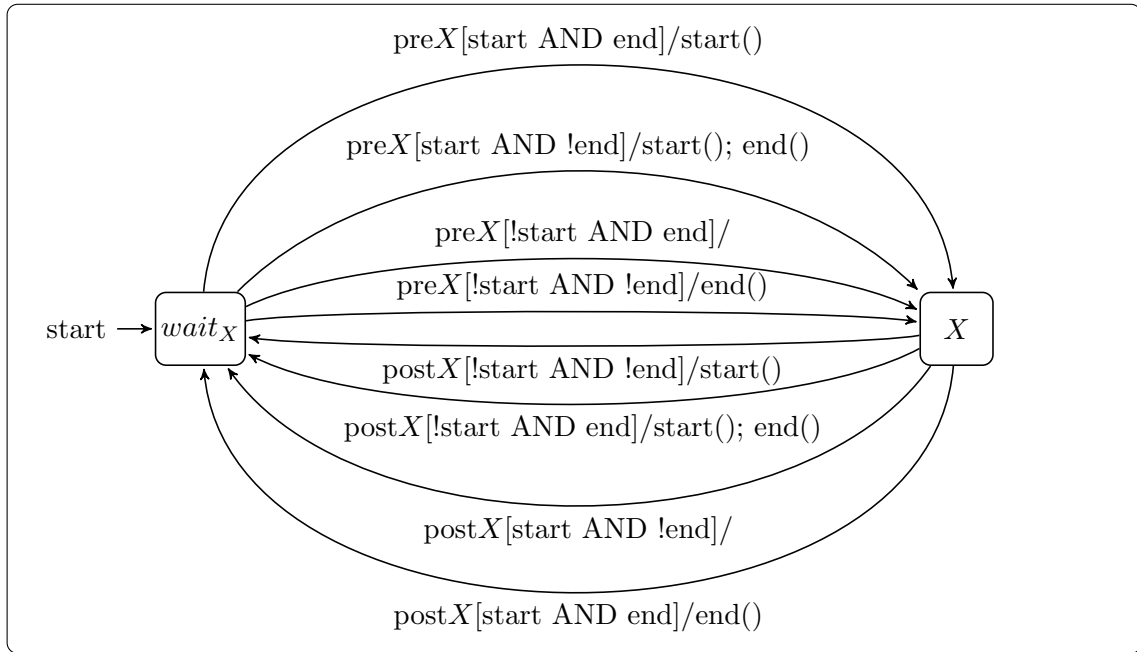 preX[start AND end]/start()
preX[start AND !end]/start(); end()
preX[!start AND end]/
preX[!start AND !end]/end()
start
wait_X
X
postX[!start AND !end]/start()
postX[!start AND end]/start(); end()
postX[start AND !end]/
postX[start AND end]/end()